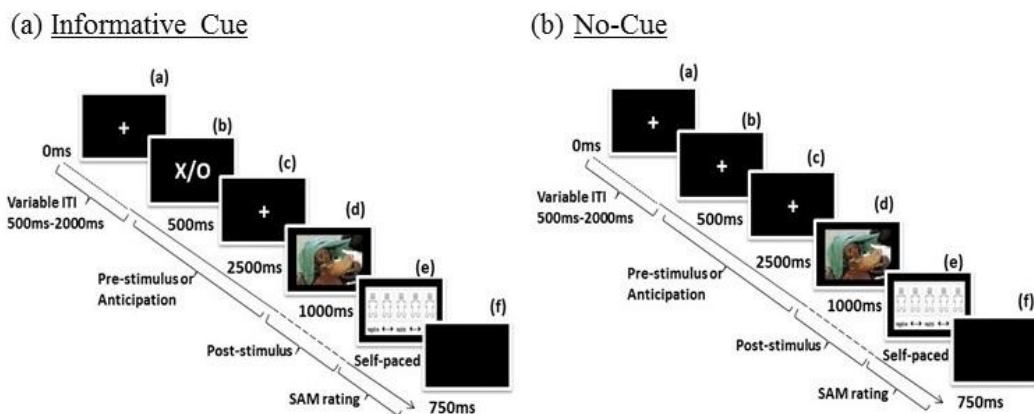 (a) Informative Cue
(a)
+
(b)
0ms
X/O
(c)
Variable ITI
500ms-2000ms
500ms
+
(d)
2500ms
Pre-stimulus or
Anticipation
(e)
1000ms
(f)
Post-stimulus
Self-paced
SAM rating
750ms
(b) No-Cue
(a)
+
(b)
0ms
+
(c)
Variable ITI
500ms-2000ms
500ms
+
(d)
2500ms
Pre-stimulus or
Anticipation
(e)
1000ms
(f)
Post-stimulus
Self-paced
SAM rating
750ms